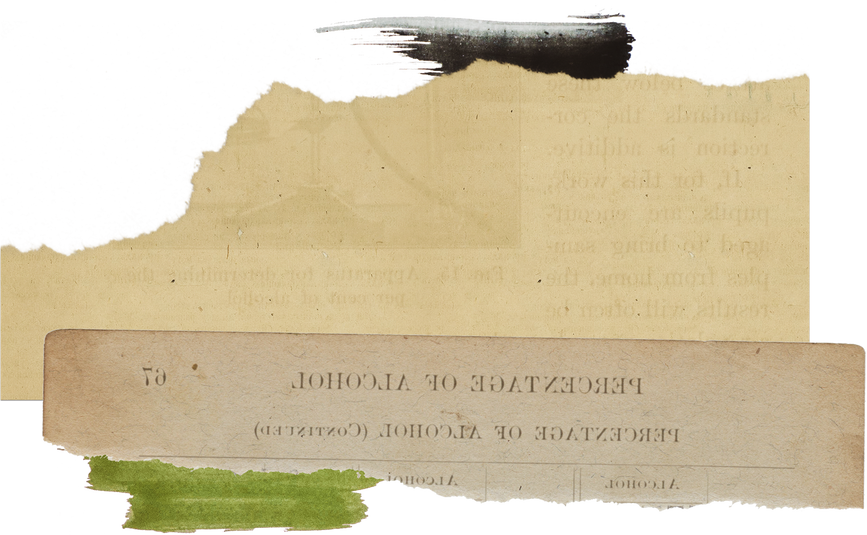 below, these
standards the cor-
rection is additive.
If, for this work,
pupils are encour-
aged to bring sam-
ples from home, the
results will often be
Fig. 15. Apparatus for determining the
per cent of alcohol
PERCENTAGE OF ALCOHOL 67
PERCENTAGE OF ALCOHOL (Continued)
Alcohol Alcohol